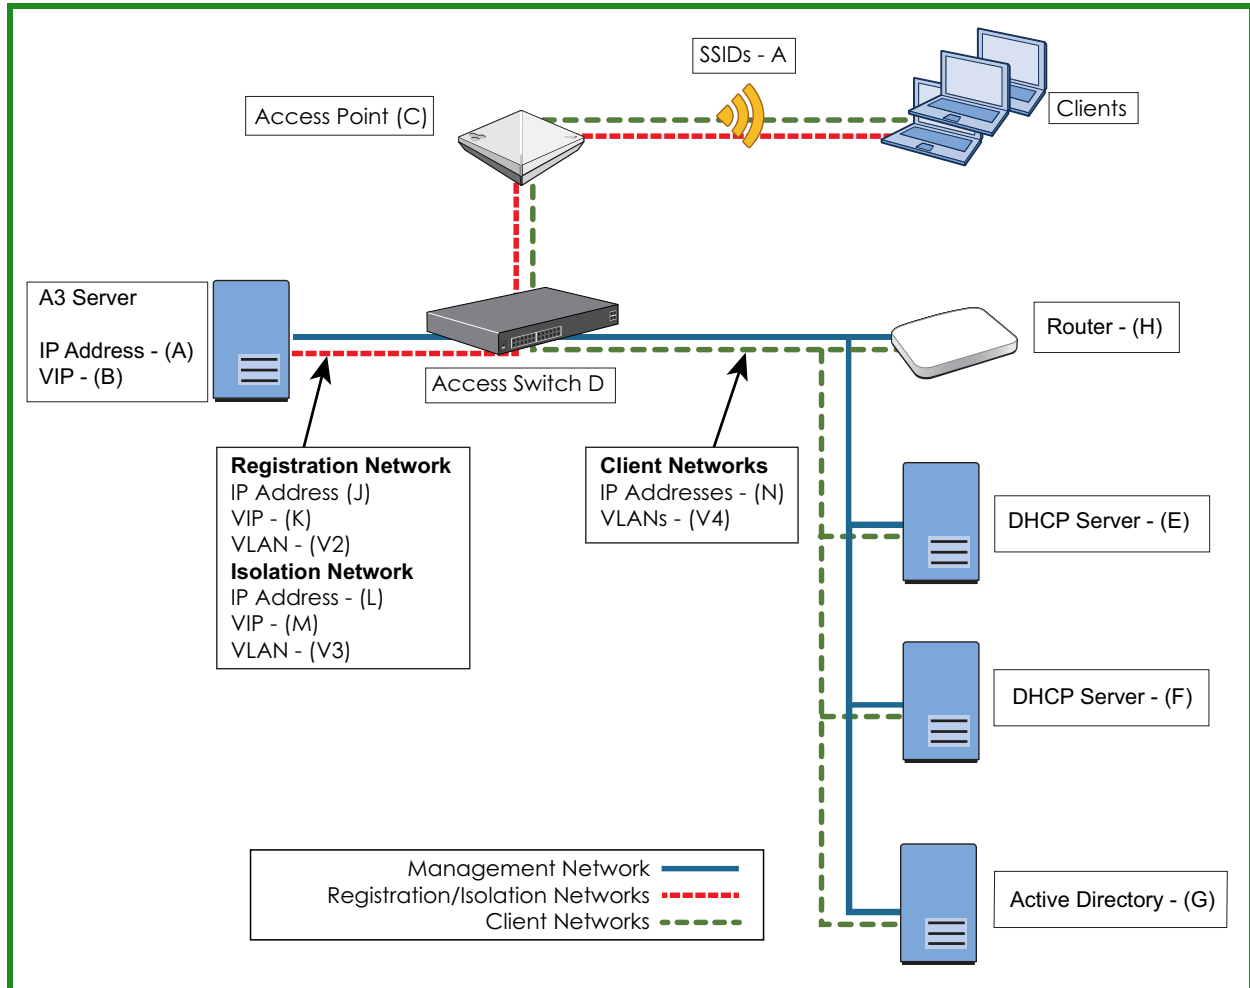 SSIDs - A
Access Point (C)
Clients
A3 Server
IP Address - (A)
VIP - (B)
Access Switch D
Router - (H)
Registration Network
IP Address (J)
VIP - (K)
VLAN - (V2)
Isolation Network
IP Address - (L)
VIP - (M)
VLAN - (V3)
Client Networks
IP Addresses - (N)
VLANs - (V4)
DHCP Server - (E)
DHCP Server - (F)
Active Directory - (G)
Management Network
Registration/Isolation Networks
Client Networks